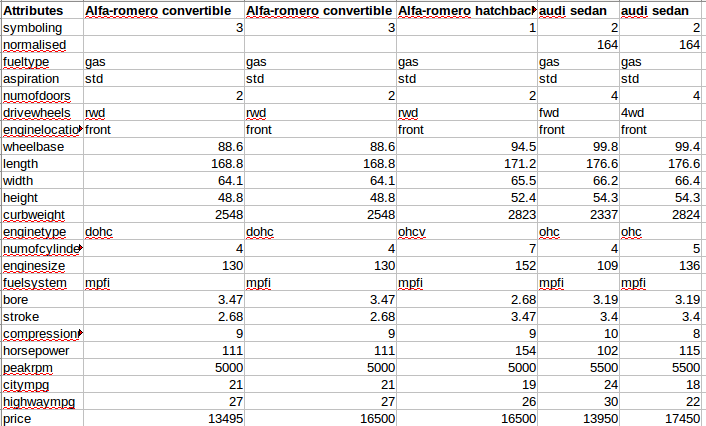 Attributes Alfa-romero convertible Alfa-romero convertible Alfa-romero hatchbac audi sedan audi sedan
symboling 3 3 1 2 2
normalised 164 164
fueltype gas gas gas gas gas
aspiration std std std std std
numofdoors 2 2 2 4 4
drivewheels rwd rwd rwd fwd 4wd
enginelocatio front front front front front
wheelbase 88.6 88.6 94.5 99.8 99.4
length 168.8 168.8 171.2 176.6 176.6
width 64.1 64.1 65.5 66.2 66.4
height 48.8 48.8 52.4 54.3 54.3
curbweight 2548 2548 2823 2337 2824
enginetype dohc dohc ohcv ohc ohc
numofcylinde 4 4 7 4 5
enginesize 130 130 152 109 136
fuelsystem mpfi mpfi mpfi mpfi mpfi
bore 3.47 3.47 2.68 3.19 3.19
stroke 2.68 2.68 3.47 3.4 3.4
compression 9 9 9 10 8
horsepower 111 111 154 102 115
peakrpm 5000 5000 5000 5500 5500
citympg 21 21 19 24 18
highwaympg 27 27 26 30 22
price 13495 16500 16500 13950 17450